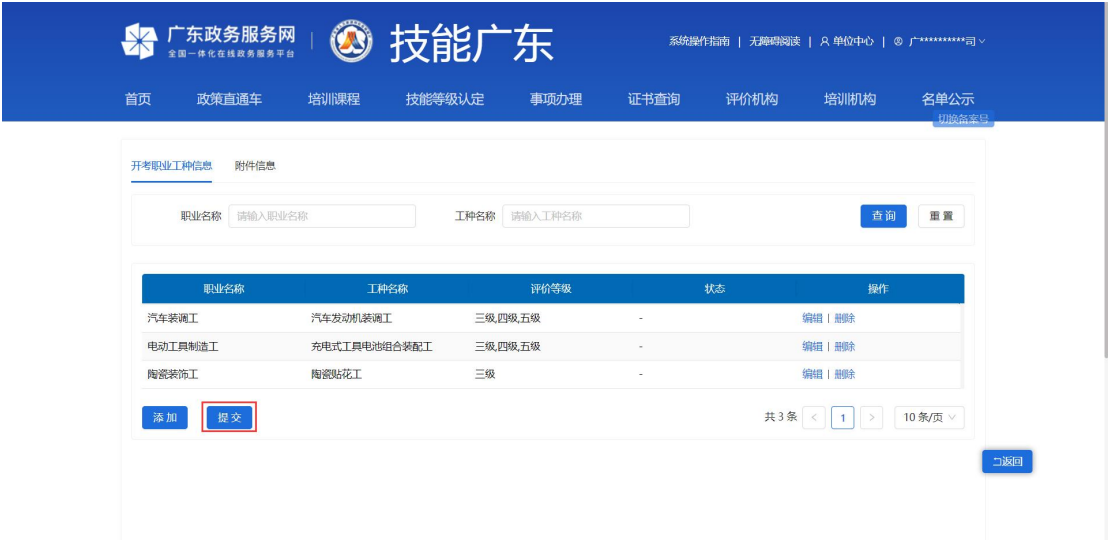 广东政务服务网
全国一体化在线政务服务平台
技能广东
系统操作指南 | 无障碍阅读 | 单位中心 | 广**********司
首页 政策直通车 培训课程 技能等级认定 事项办理 证书查询 评价机构 培训机构 名单公示
切换备案号
开考职业工种信息 附件信息
职业名称 请输入职业名称 工种名称 请输入工种名称 查询 重置
职业名称 工种名称 评价等级 状态 操作
汽车装调工 汽车发动机装调工 三级,四级,五级 - 编辑 | 删除
电动工具制造工 充电式工具电池组合装配工 三级,四级,五级 - 编辑 | 删除
陶瓷装饰工 陶瓷贴花工 三级 - 编辑 | 删除
添加 提交 共 3 条 < 1 > 10 条/页
返回